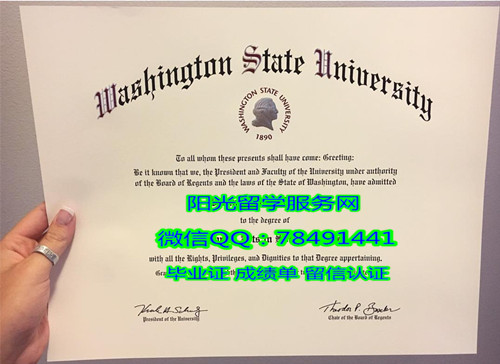 Washington State University
WASHINGTON STATE UNIVERSITY
1890
To all whom these presents shall come: Greeting:
Be it known that we, the President and Faculty of the University under authority
of the Board of Regents and the laws of the State of Washington, have admitted
阳光留学服务网
to the degree of
微信QQ:78491441
with all the Rights, Privileges, and Dignities to that Degree appertaining,
毕业证 成绩单 留信认证
President of the University
Chair of the Board of Regents